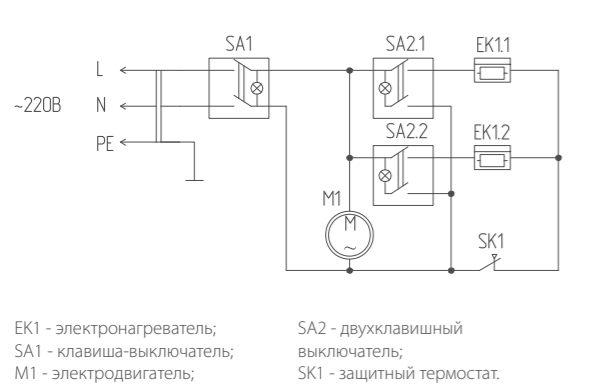 SA1
SA2.1
EK1.1
L
~220В
N
SA2.2
EK1.2
PE
M1
M
~
SK1
EK1 - электронагреватель;
SA1 - клавиша-выключатель;
M1 - электродвигатель;
SA2 - двухклавишный
выключатель;
SK1 - защитный термостат.